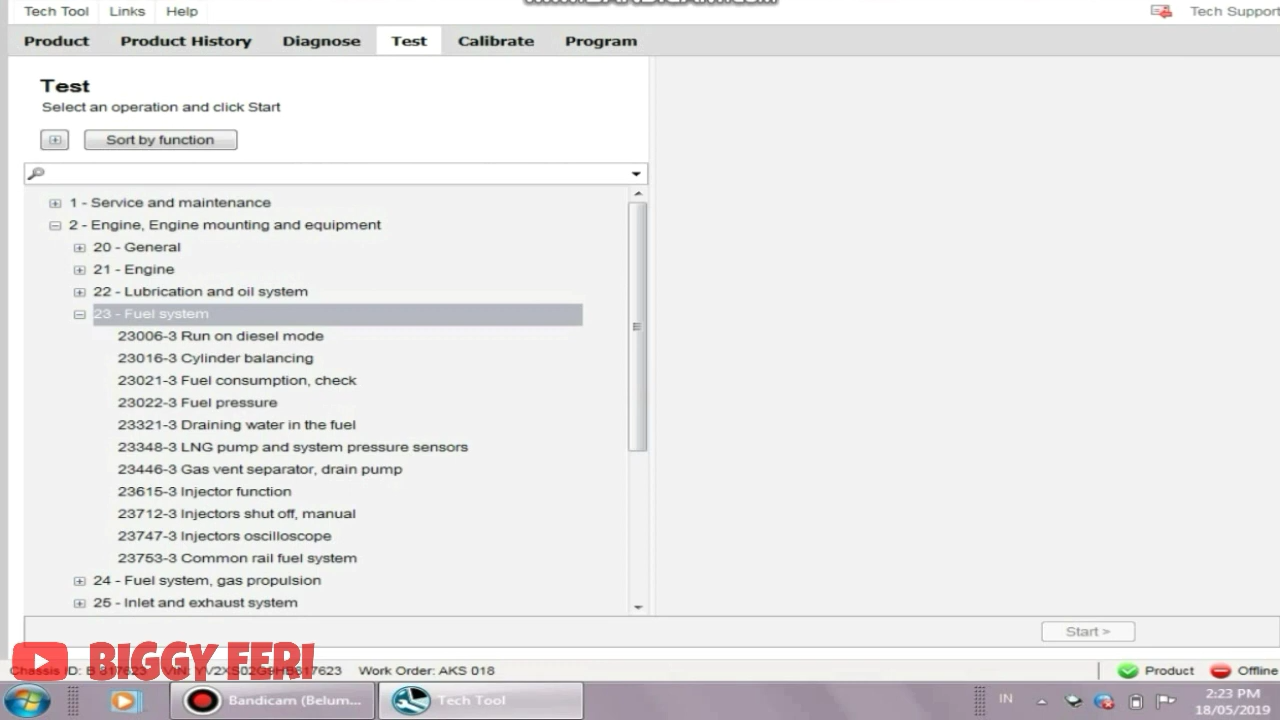 Tech Tool Links Help Tech Support
Product Product History Diagnose Test Calibrate Program
Test
Select an operation and click Start
Sort by function
1 - Service and maintenance
2 - Engine, Engine mounting and equipment
20 - General
21 - Engine
22 - Lubrication and oil system
23 - Fuel system
23006-3 Run on diesel mode
23016-3 Cylinder balancing
23021-3 Fuel consumption, check
23022-3 Fuel pressure
23321-3 Draining water in the fuel
23348-3 LNG pump and system pressure sensors
23446-3 Gas vent separator, drain pump
23615-3 Injector function
23712-3 Injectors shut off, manual
23747-3 Injectors oscilloscope
23753-3 Common rail fuel system
24 - Fuel system, gas propulsion
25 - Inlet and exhaust system
Start >
BIGGY FERI
Chassis ID: B 817623 Work Order: AKS 018 Product Offline
Bandicam (Belum... Tech Tool IN 2:23 PM
18/05/2019